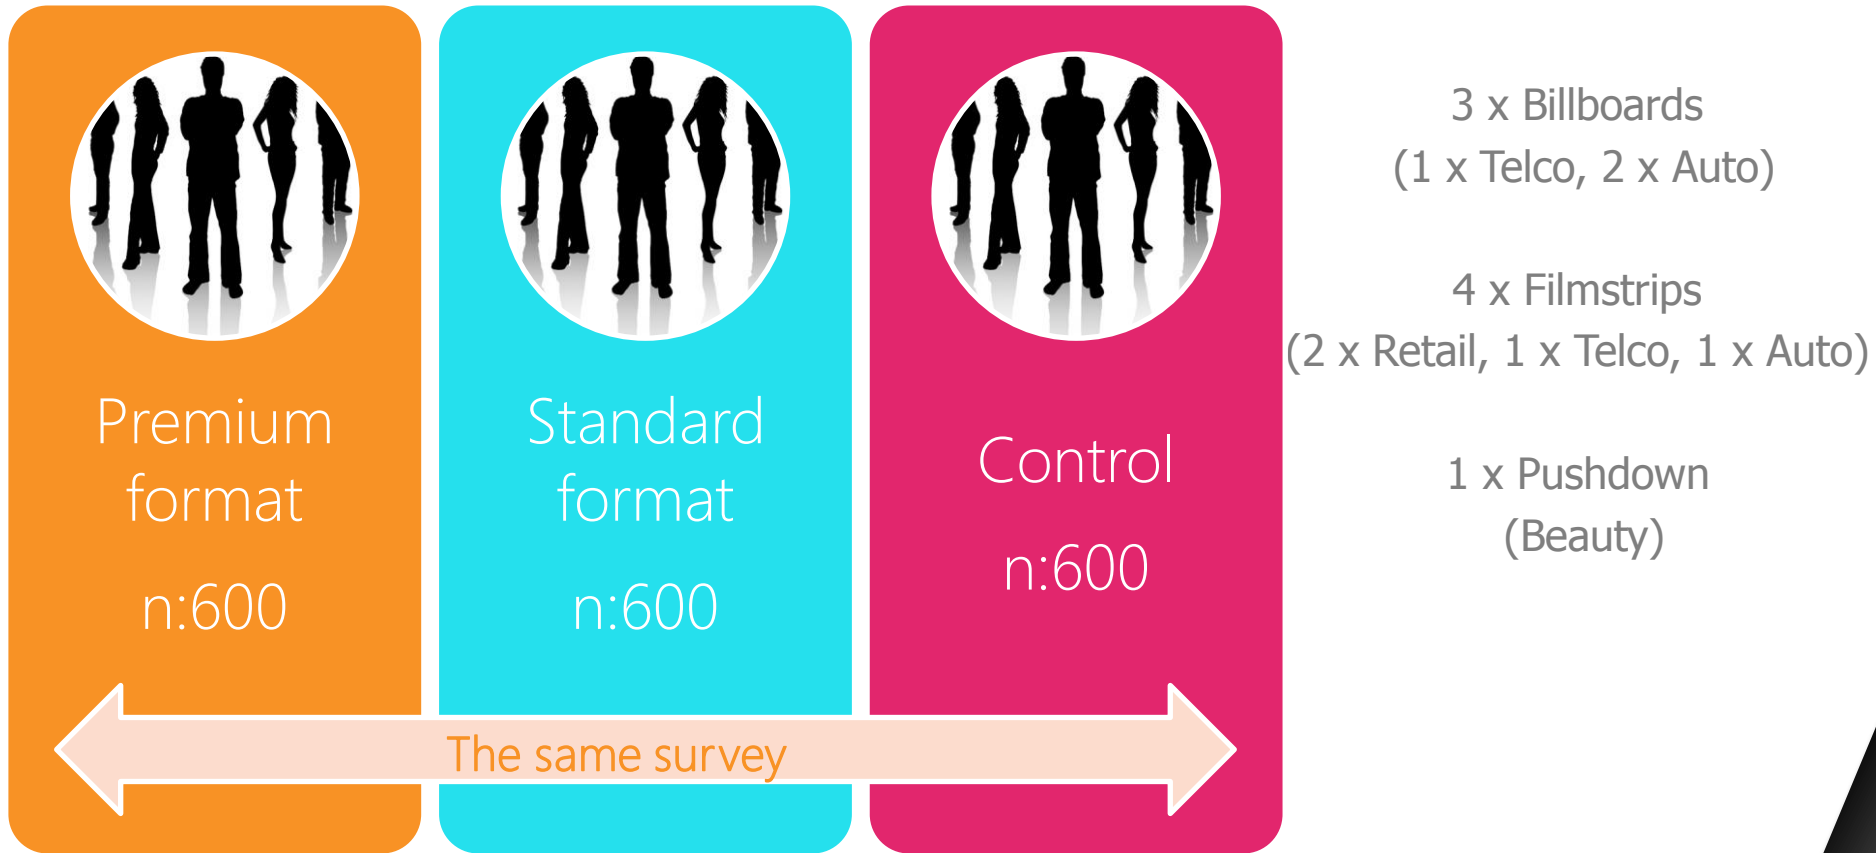 Premium
format
n:600
Standard
format
n:600
Control
n:600
The same survey
3 x Billboards
(1 x Telco, 2 x Auto)
4 x Filmstrips
(2 x Retail, 1 x Telco, 1 x Auto)
1 x Pushdown
(Beauty)